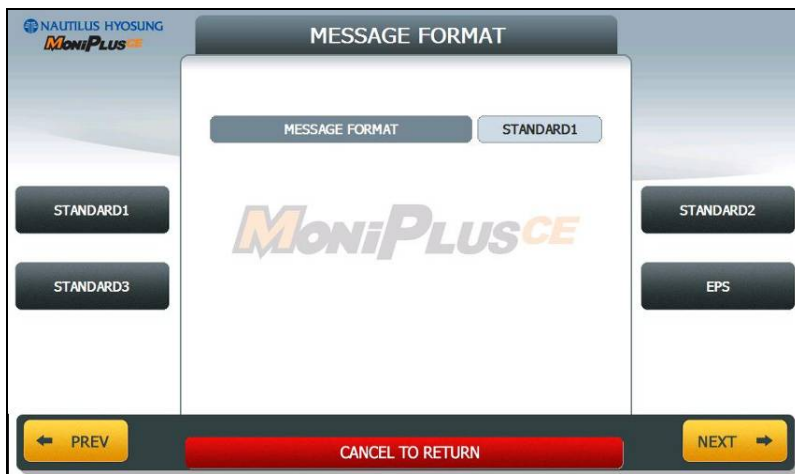 NAUTILUS HYOSUNG
MoniPlusCE
MESSAGE FORMAT
MESSAGE FORMAT STANDARD1
STANDARD1
STANDARD2
MoniPlusCE
STANDARD3
EPS
PREV
CANCEL TO RETURN
NEXT